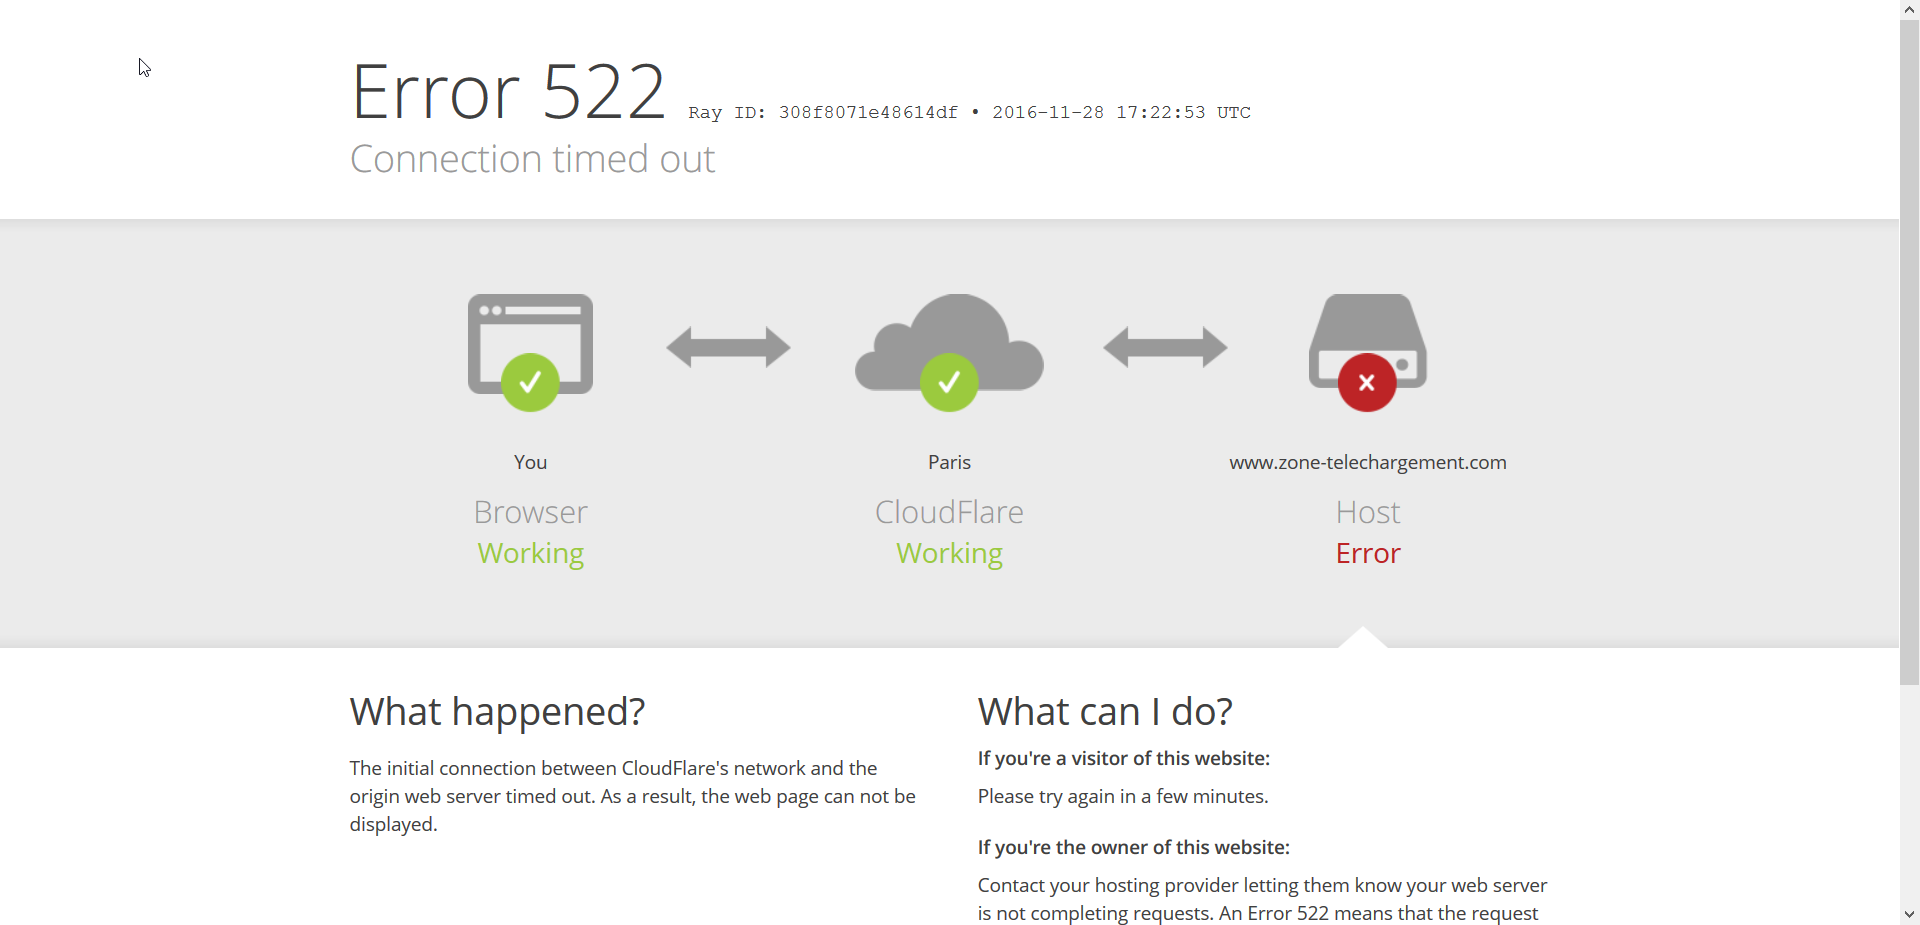 Error 522 Ray ID: 308f8071e48614df • 2016-11-28 17:22:53 UTC
Connection timed out
You
Browser
Working
Paris
CloudFlare
Working
www.zone-telechargement.com
Host
Error
What happened?
The initial connection between CloudFlare's network and the
origin web server timed out. As a result, the web page can not be
displayed.
What can I do?
If you're a visitor of this website:
Please try again in a few minutes.
If you're the owner of this website:
Contact your hosting provider letting them know your web server
is not completing requests. An Error 522 means that the request